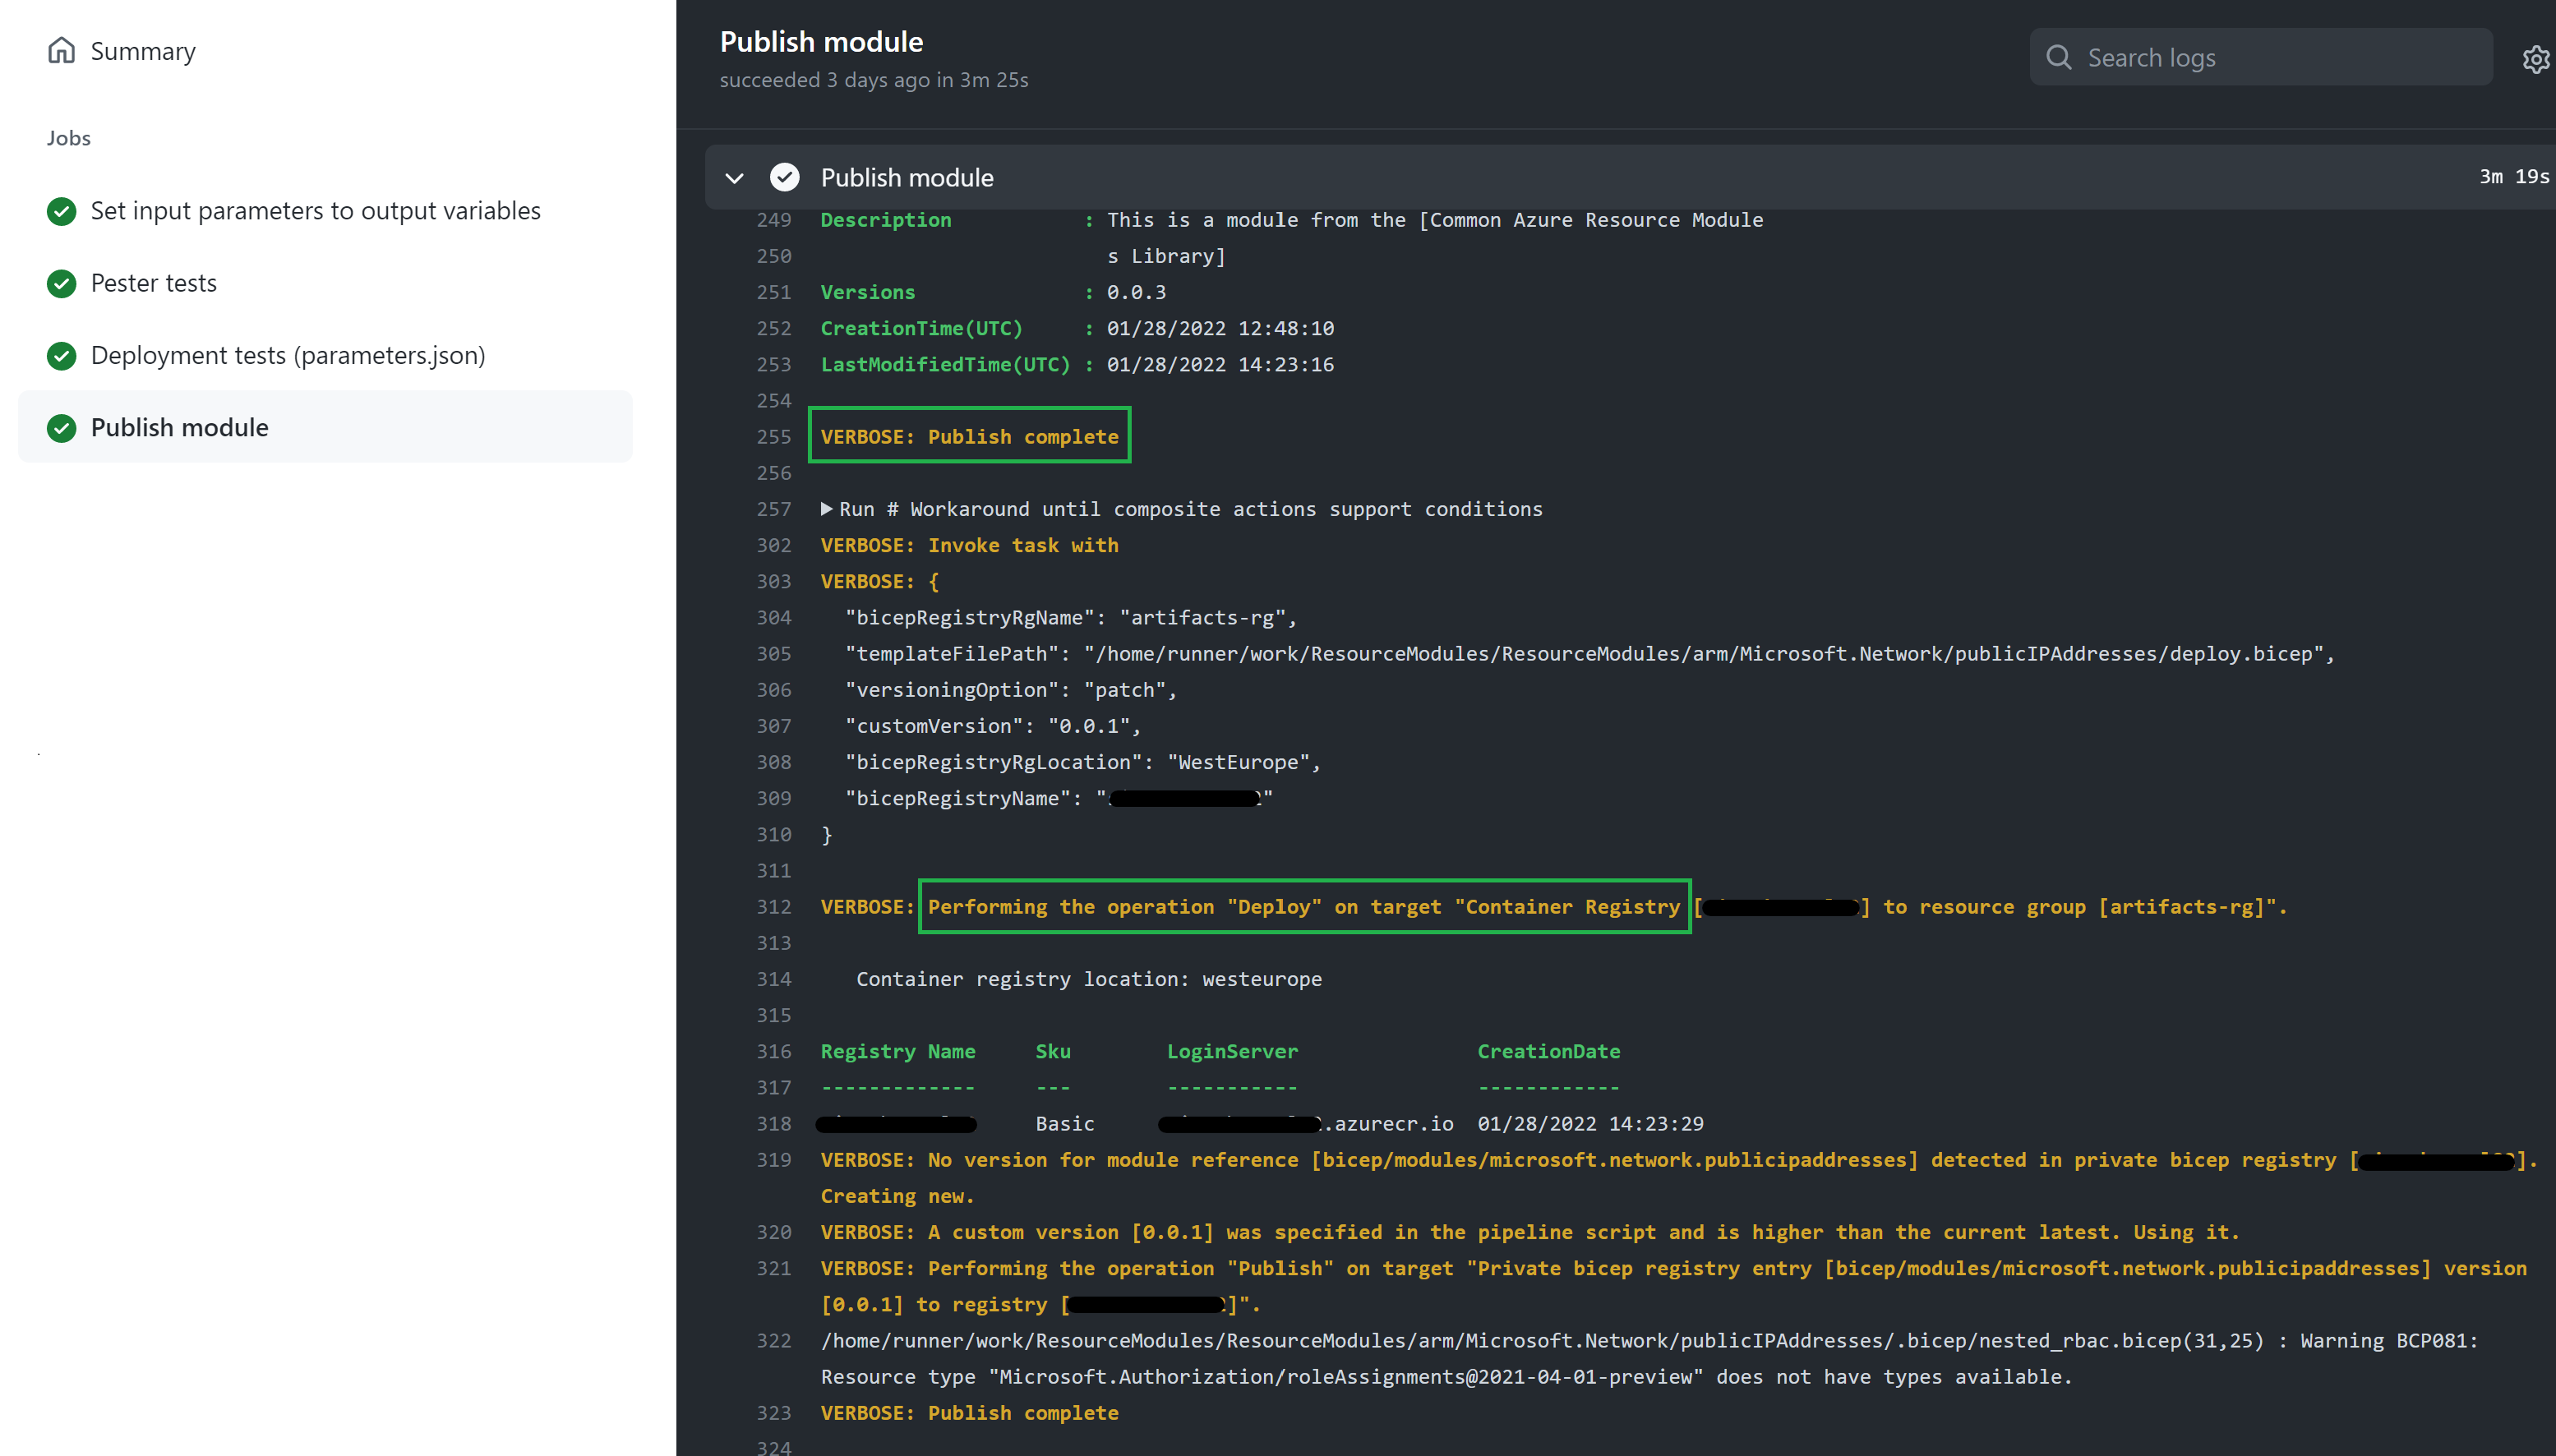 Summary
Jobs
Set input parameters to output variables
Pester tests
Deployment tests (parameters.json)
Publish module
Publish module
succeeded 3 days ago in 3m 25s
Search logs
Publish module
3m 19s
249 Description : This is a module from the [Common Azure Resource Module
250 s Library]
251 Versions : 0.0.3
252 CreationTime(UTC) : 01/28/2022 12:48:10
253 LastModifiedTime(UTC) : 01/28/2022 14:23:16
254
255 VERBOSE: Publish complete
256
257 Run # Workaround until composite actions support conditions
302 VERBOSE: Invoke task with
303 VERBOSE: {
304 "bicepRegistryRgName": "artifacts-rg",
305 "templateFilePath": "/home/runner/work/ResourceModules/ResourceModules/arm/Microsoft.Network/publicIPAddresses/deploy.bicep",
306 "versioningOption": "patch",
307 "customVersion": "0.0.1",
308 "bicepRegistryRgLocation": "WestEurope",
309 "bicepRegistryName": ""
310 }
311
312 VERBOSE: Performing the operation "Deploy" on target "Container Registry [] to resource group [artifacts-rg]".
313
314 Container registry location: westeurope
315
316 Registry Name Sku LoginServer CreationDate
317 ------------- --- ----------- ------------
318 Basic .azurecr.io 01/28/2022 14:23:29
319 VERBOSE: No version for module reference [bicep/modules/microsoft.network.publicipaddresses] detected in private bicep registry [].
Creating new.
320 VERBOSE: A custom version [0.0.1] was specified in the pipeline script and is higher than the current latest. Using it.
321 VERBOSE: Performing the operation "Publish" on target "Private bicep registry entry [bicep/modules/microsoft.network.publicipaddresses] version
[0.0.1] to registry []".
322 /home/runner/work/ResourceModules/ResourceModules/arm/Microsoft.Network/publicIPAddresses/.bicep/nested_rbac.bicep(31,25) : Warning BCP081:
Resource type "Microsoft.Authorization/roleAssignments@2021-04-01-preview" does not have types available.
323 VERBOSE: Publish complete
324